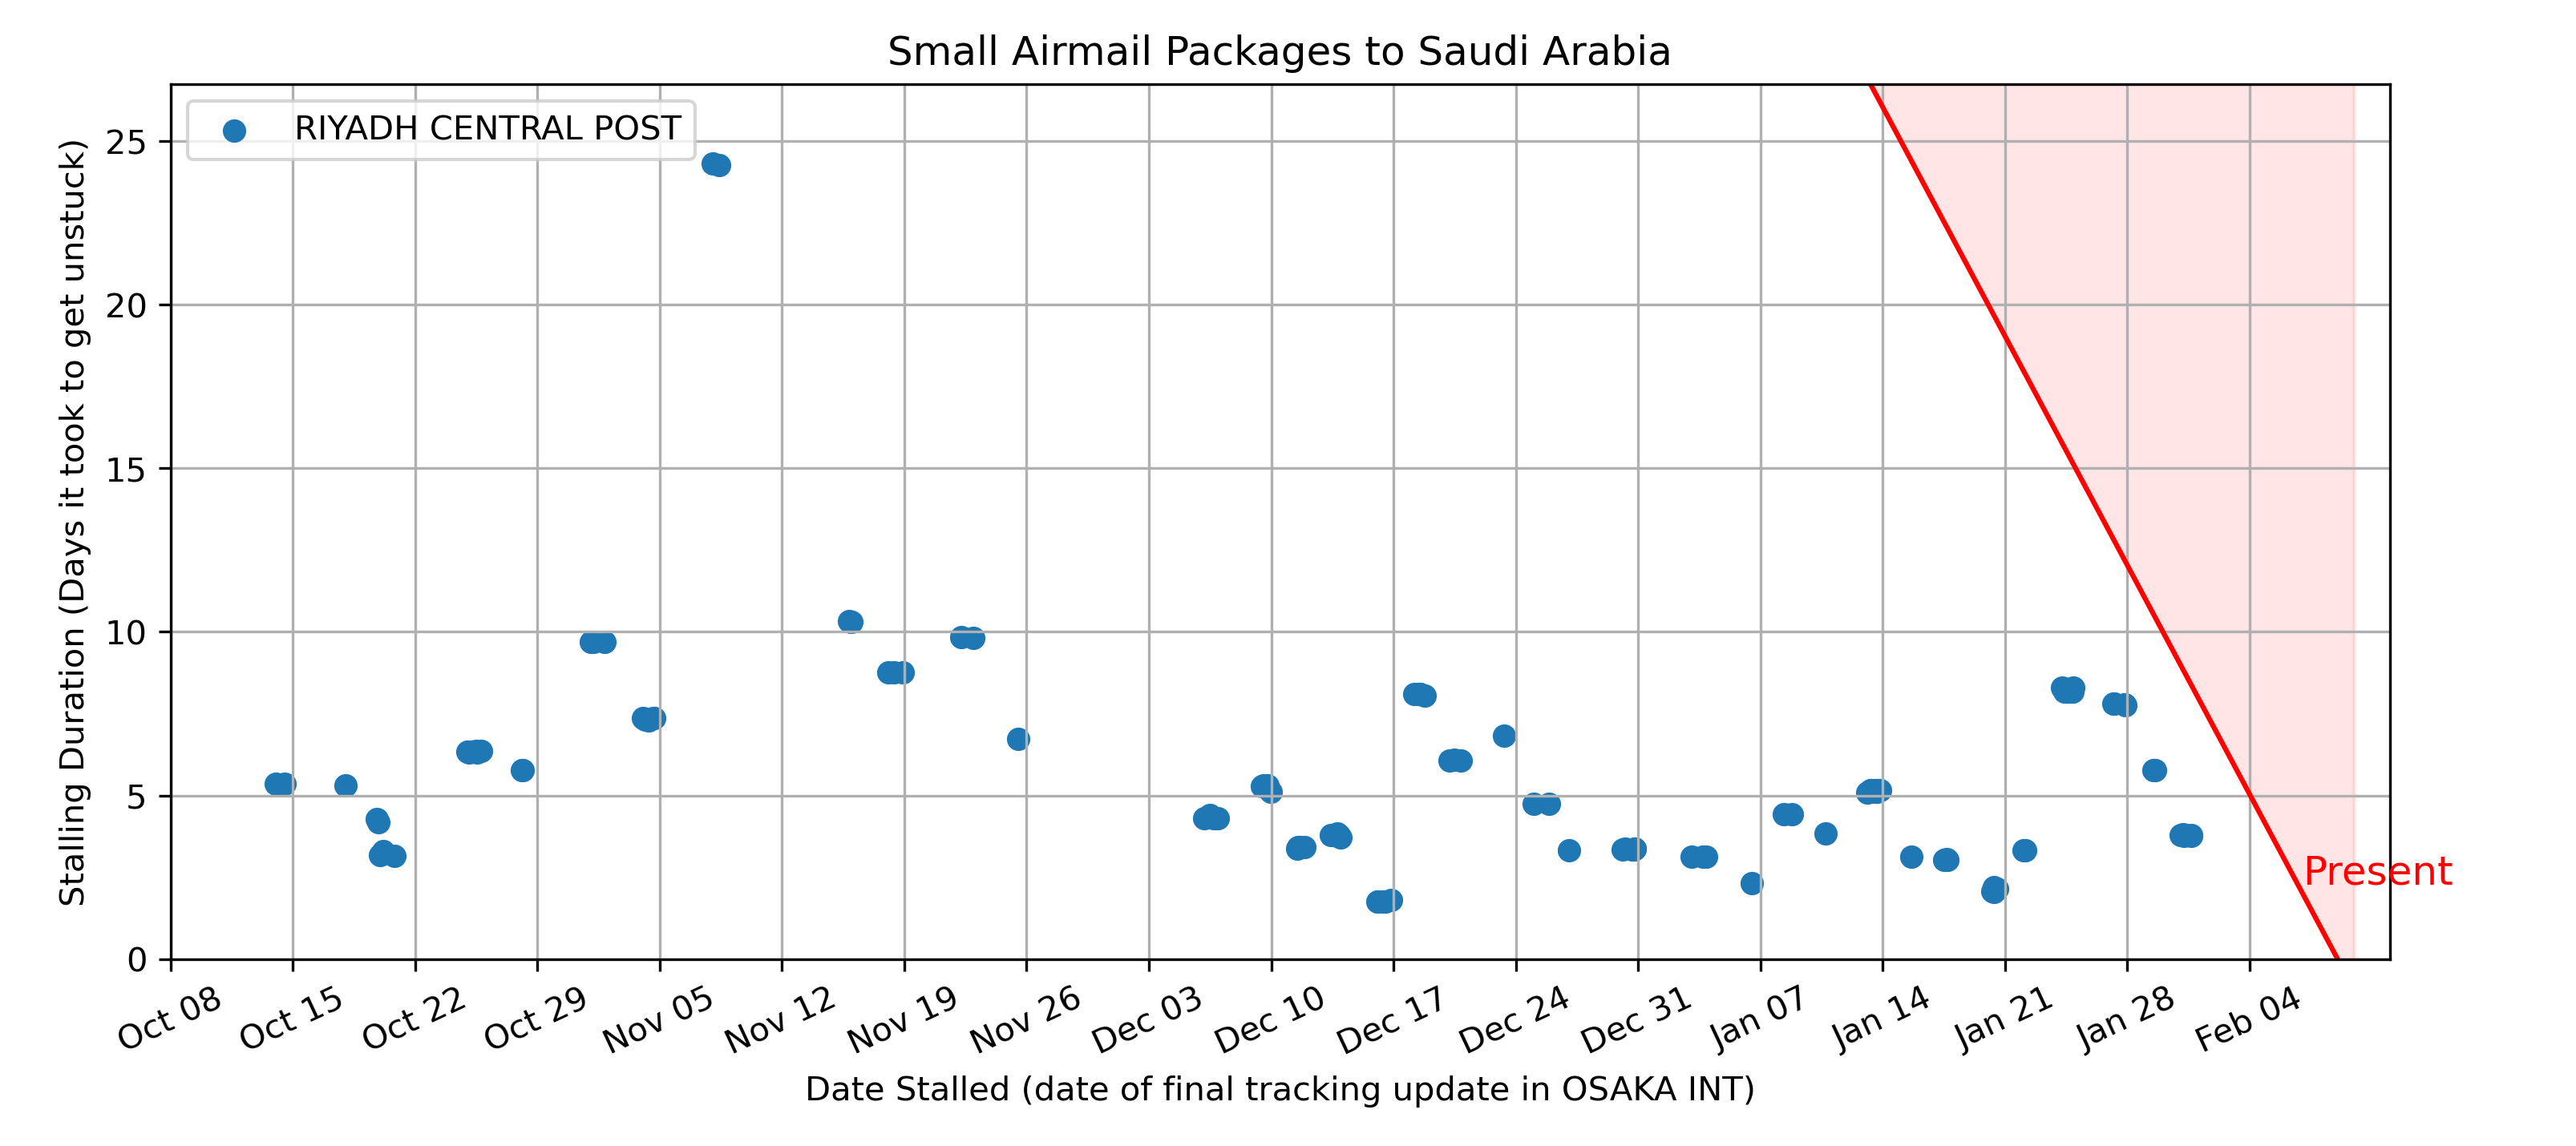 Small Airmail Packages to Saudi Arabia
RIYADH CENTRAL POST
Stalling Duration (Days it took to get unstuck)
25
20
15
10
5
0
Present
Oct 08
Oct 15
Oct 22
Oct 29
Nov 05
Nov 12
Nov 19
Nov 26
Dec 03
Dec 10
Dec 17
Dec 24
Dec 31
Jan 07
Jan 14
Jan 21
Jan 28
Feb 04
Date Stalled (date of final tracking update in OSAKA INT)